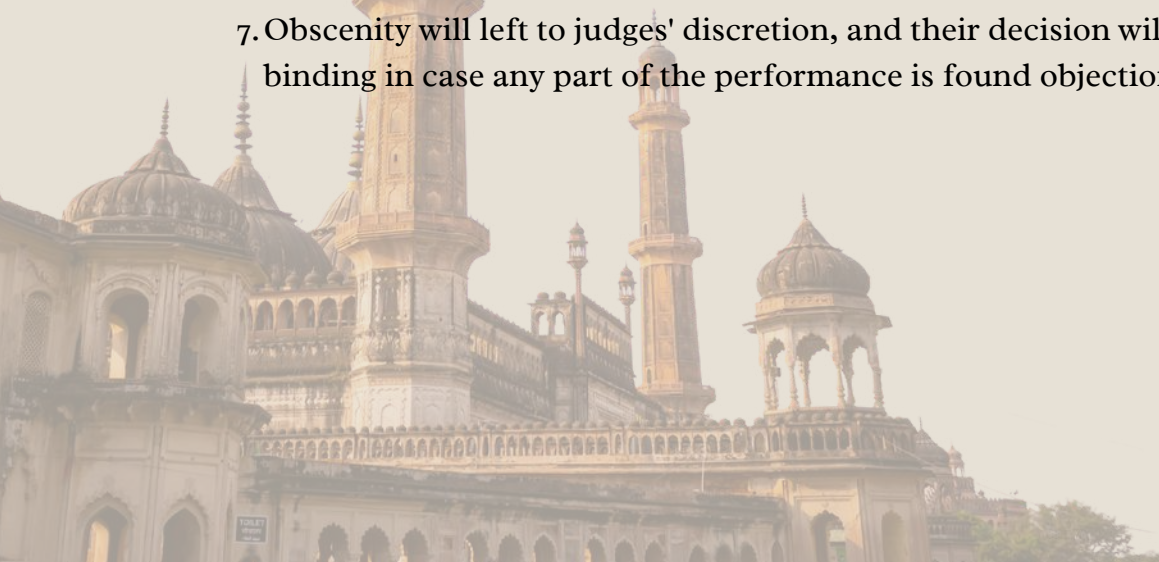 7. Obscenity will left to judges' discretion, and their decision wil
binding in case any part of the performance is found objectio
TOILET